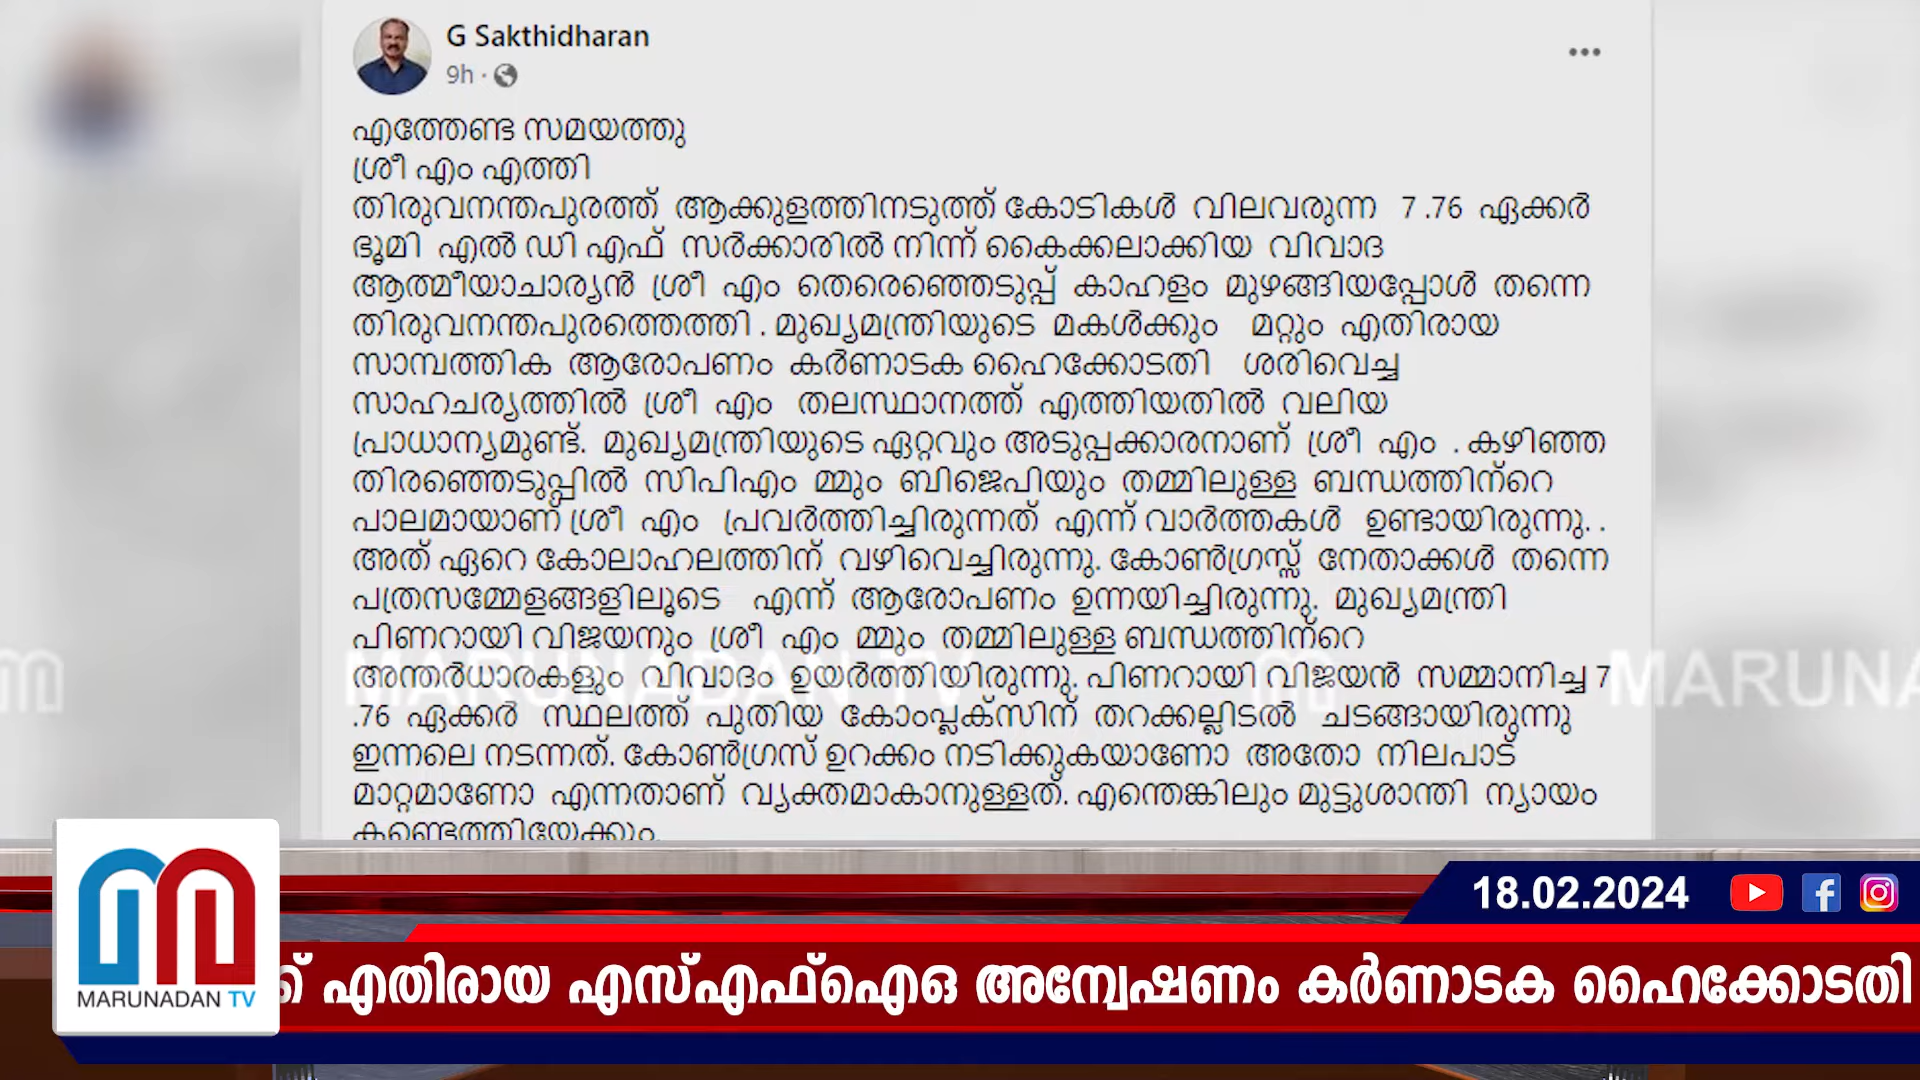 G Sakthidharan
9h ·
എത്തേണ്ട സമയത്തു
ശ്രീ എം എത്തി
തിരുവനന്തപുരത്ത് ആക്കുളത്തിനടുത്ത് കോടികൾ വിലവരുന്ന 7 .76 ഏക്കർ
ഭൂമി എൽ ഡി എഫ് സർക്കാരിൽ നിന്ന് കൈക്കലാക്കിയ വിവാദ
ആത്മീയാചാര്യൻ ശ്രീ എം തെരെഞ്ഞെടുപ്പ് കാഹളം മുഴങ്ങിയപ്പോൾ തന്നെ
തിരുവനന്തപുരത്തെത്തി . മുഖ്യമന്ത്രിയുടെ മകൾക്കും മറ്റും എതിരായ
സാമ്പത്തിക ആരോപണം കർണാടക ഹൈക്കോടതി ശരിവെച്ച
സാഹചര്യത്തിൽ ശ്രീ എം തലസ്ഥാനത്ത് എത്തിയതിൽ വലിയ
പ്രാധാന്യമുണ്ട്. മുഖ്യമന്ത്രിയുടെ ഏറ്റവും അടുപ്പക്കാരനാണ് ശ്രീ എം . കഴിഞ്ഞ
തിരഞ്ഞെടുപ്പിൽ സിപിഎം മ്മും ബിജെപിയും തമ്മിലുള്ള ബന്ധത്തിന്റെ
പാലമായാണ് ശ്രീ എം പ്രവർത്തിച്ചിരുന്നത് എന്ന് വാർത്തകൾ ഉണ്ടായിരുന്നു. .
അത് ഏറെ കോലാഹലത്തിന് വഴിവെച്ചിരുന്നു. കോൺഗ്രസ്സ് നേതാക്കൾ തന്നെ
പത്രസമ്മേളങ്ങളിലൂടെ എന്ന് ആരോപണം ഉന്നയിച്ചിരുന്നു. മുഖ്യമന്ത്രി
പിണറായി വിജയനും ശ്രീ എം മ്മും തമ്മിലുള്ള ബന്ധത്തിന്റെ
അന്തർധാരകളും വിവാദം ഉയർത്തിയിരുന്നു. പിണറായി വിജയൻ സമ്മാനിച്ച 7
.76 ഏക്കർ സ്ഥലത്ത് പുതിയ കോംപ്ലക്സിന് തറക്കല്ലിടൽ ചടങ്ങായിരുന്നു
ഇന്നലെ നടന്നത്. കോൺഗ്രസ് ഉറക്കം നടിക്കുകയാണോ അതോ നിലപാട്
മാറ്റമാണോ എന്നതാണ് വ്യക്തമാകാനുള്ളത്. എന്തെങ്കിലും മുട്ടുശാന്തി ന്യായം
കണ്ടെത്തിയേക്കും.
MARUNADAN TV
MARUNA
18.02.2024
എതിരായ എസ്എഫ്ഐഒ അന്വേഷണം കർണാടക ഹൈക്കോടതി
MARUNADAN TV